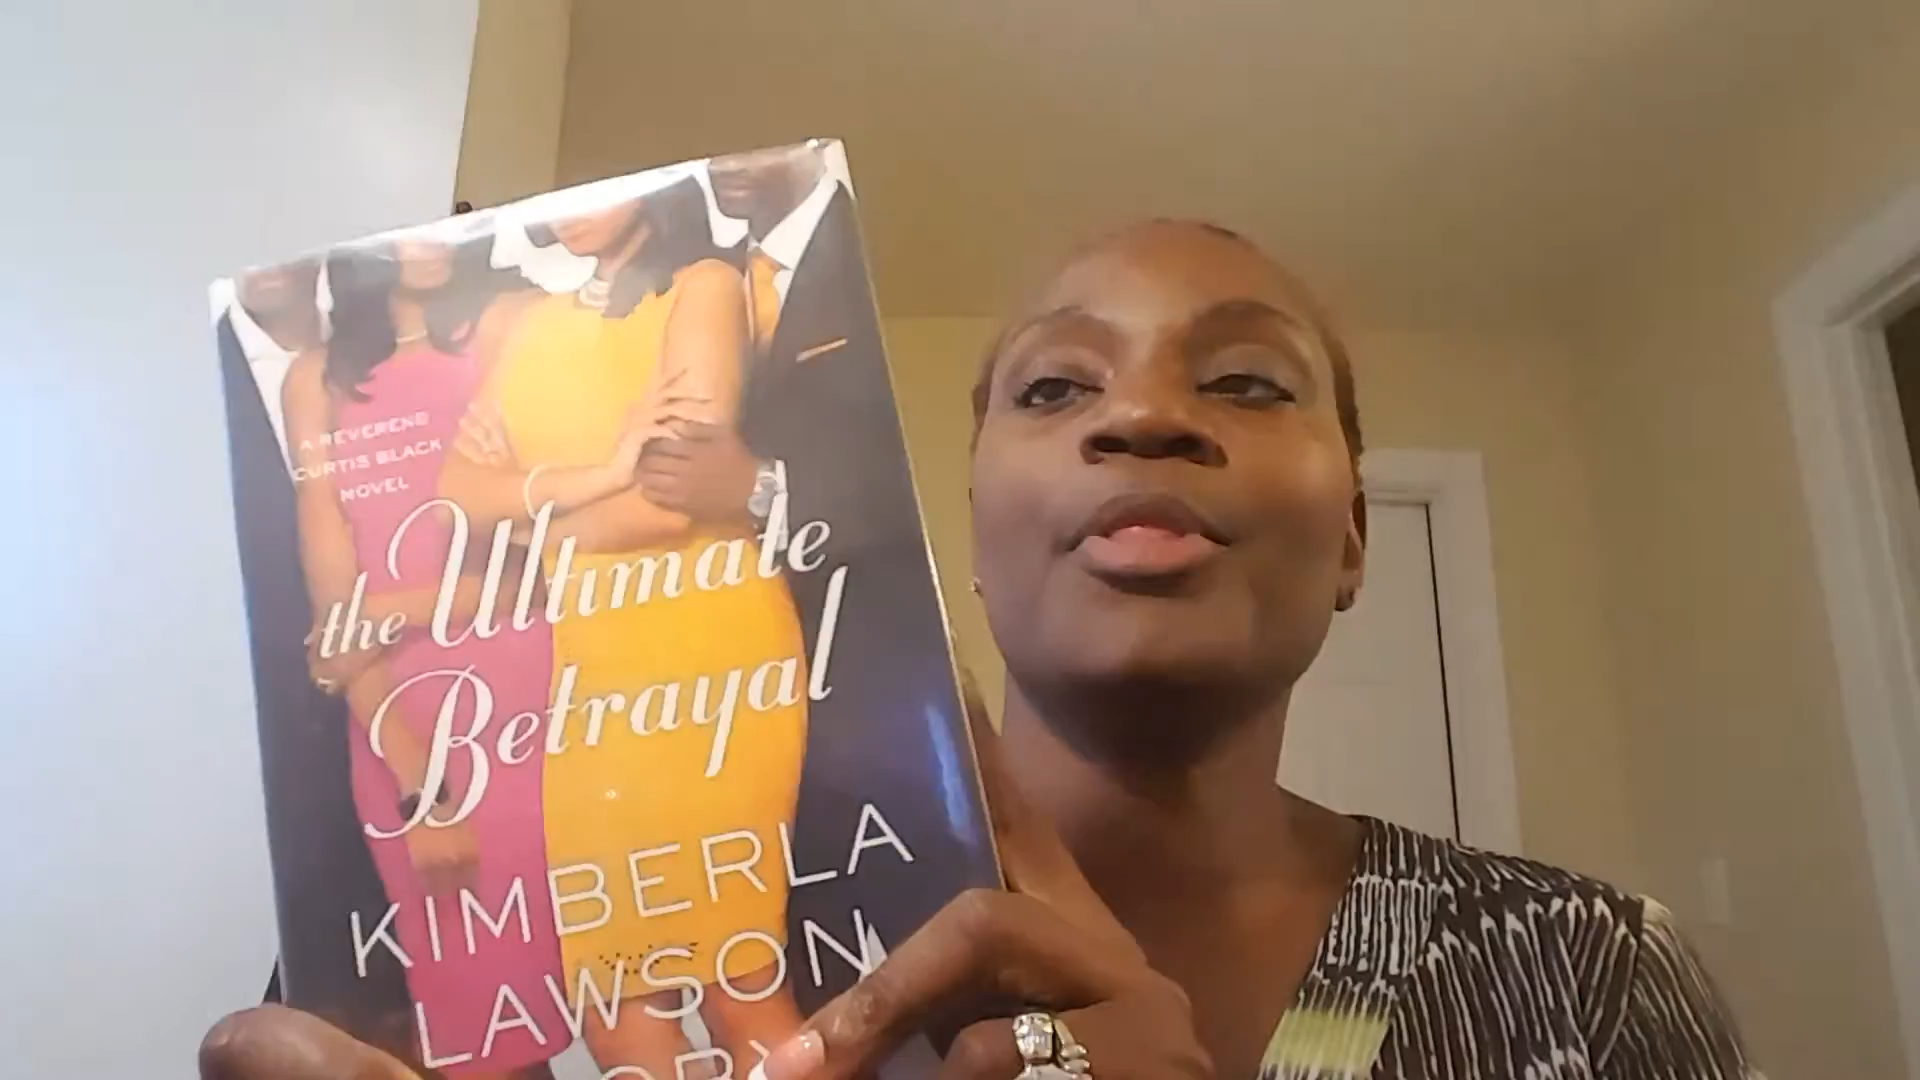 A REVEREND
CURTIS BLACK
NOVEL
the Ultimate
Betrayal
KIMBERLA
LAWSON